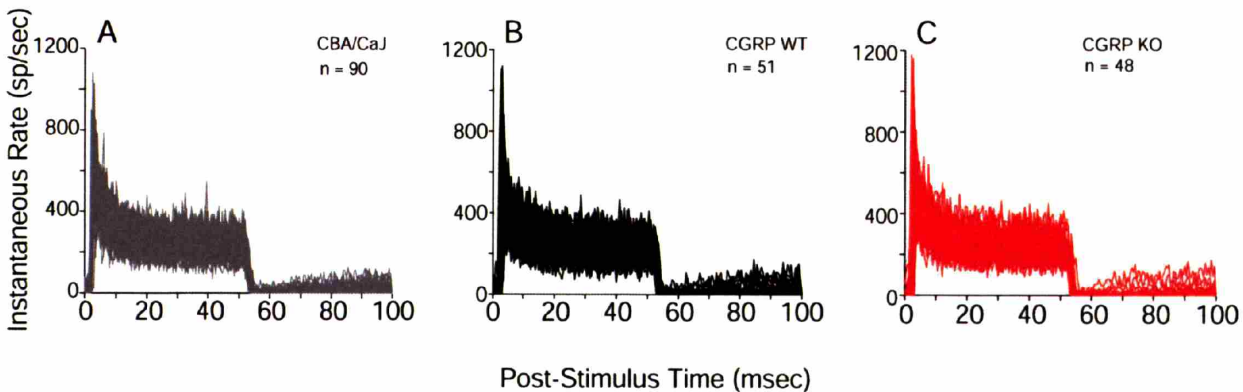 A
CBA/CaJ
n = 90
B
CGRP WT
n = 51
C
CGRP KO
n = 48
Instantaneous Rate (sp/sec)
1200
800
400
0
0 20 40 60 80 100
1200
800
400
0
0 20 40 60 80 100
1200
800
400
0
0 20 40 60 80 100
Post-Stimulus Time (msec)